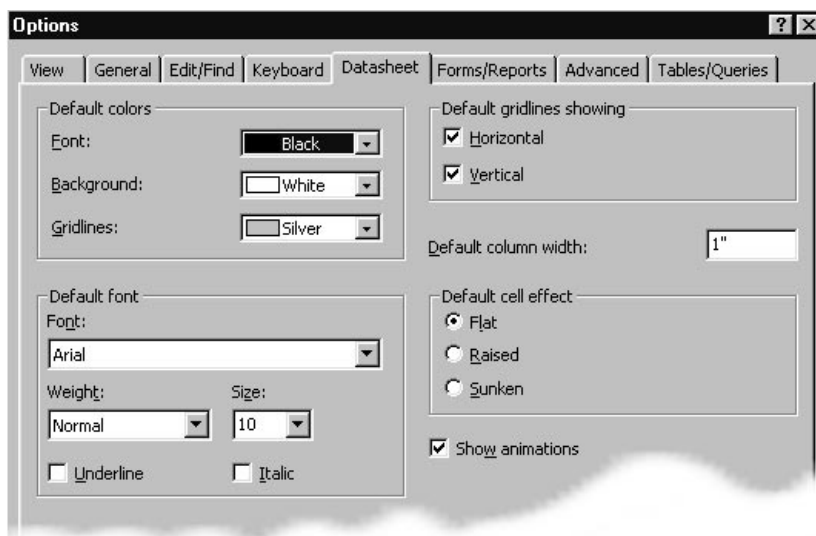 Options
View General Edit/Find Keyboard Datasheet Forms/Reports Advanced Tables/Queries
Default colors
Font: Black
Background: White
Gridlines: Silver
Default gridlines showing
Horizontal
Vertical
Default column width: 1"
Default font
Font:
Arial
Weight: Size:
Normal 10
Underline Italic
Default cell effect
Flat
Raised
Sunken
Show animations